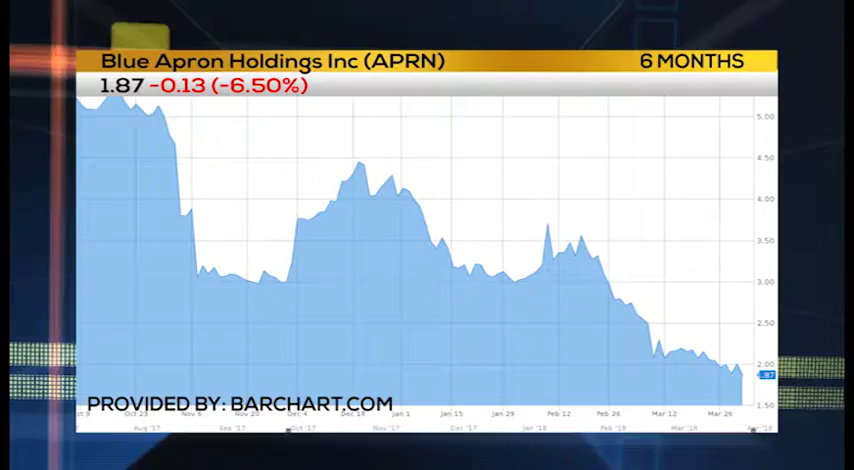 Blue Apron Holdings Inc (APRN) 6 MONTHS
1.87 -0.13 (-6.50%)
5.00
4.50
4.00
3.50
3.00
2.50
2.00
1.87
1.50
PROVIDED BY: BARCHART.COM
Oct 23 Nov 6 Nov 20 Dec 4 Dec 18 Jan 1 Jan 15 Jan 29 Feb 12 Feb 26 Mar 12 Mar 26
Aug '17 Sep '17 Oct '17 Nov '17 Dec '17 Jan '18 Feb '18 Mar '18